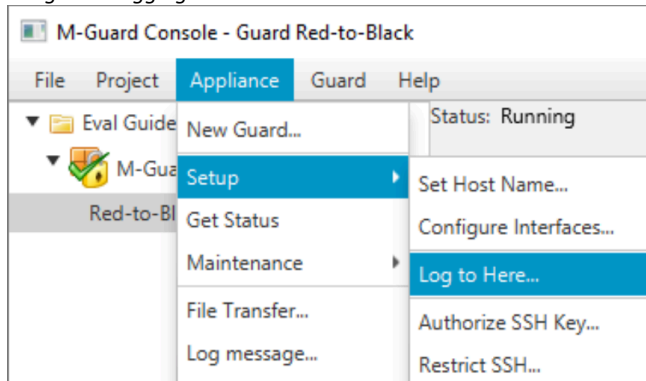 M-Guard Console - Guard Red-to-Black
File Project Appliance Guard Help
Eval Guide
M-Gua
Red-to-Bl
New Guard...
Setup
Get Status
Maintenance
File Transfer...
Log message...
Status: Running
Set Host Name...
Configure Interfaces...
Log to Here...
Authorize SSH Key...
Restrict SSH...